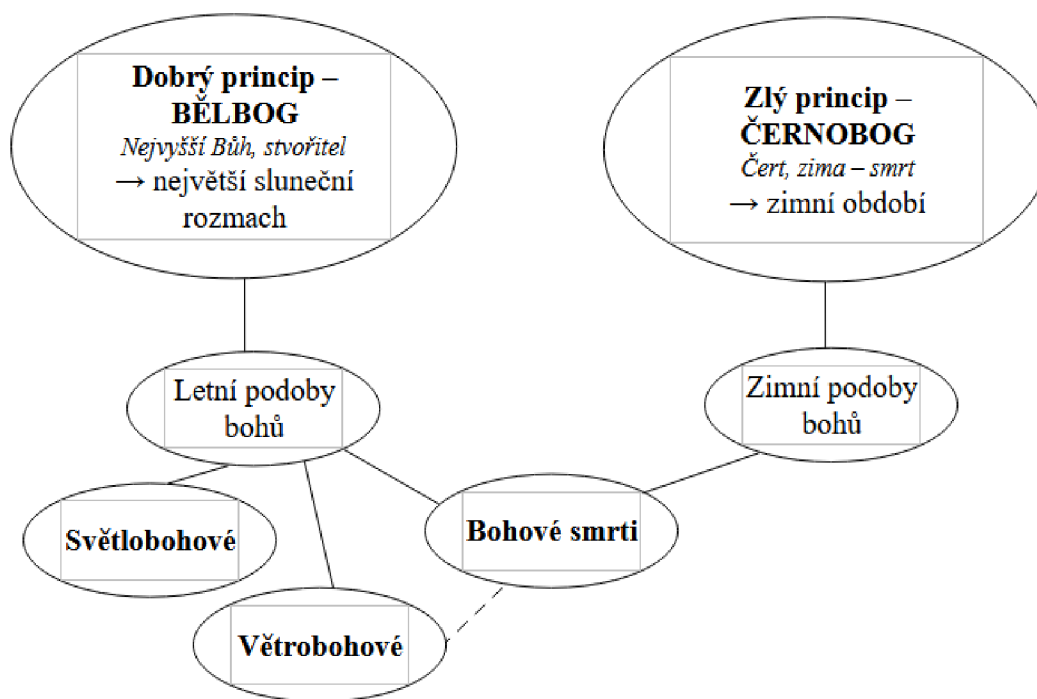 Dobrý princip –
BĚLBOG
Nejvyšší Bůh, stvořitel
→ největší sluneční
rozmach
Zlý princip –
ČERNOBOG
Čert, zima – smrt
→ zimní období
Letní podoby
bohů
Zimní podoby
bohů
Světlobohové
Bohové smrti
Větrobohové